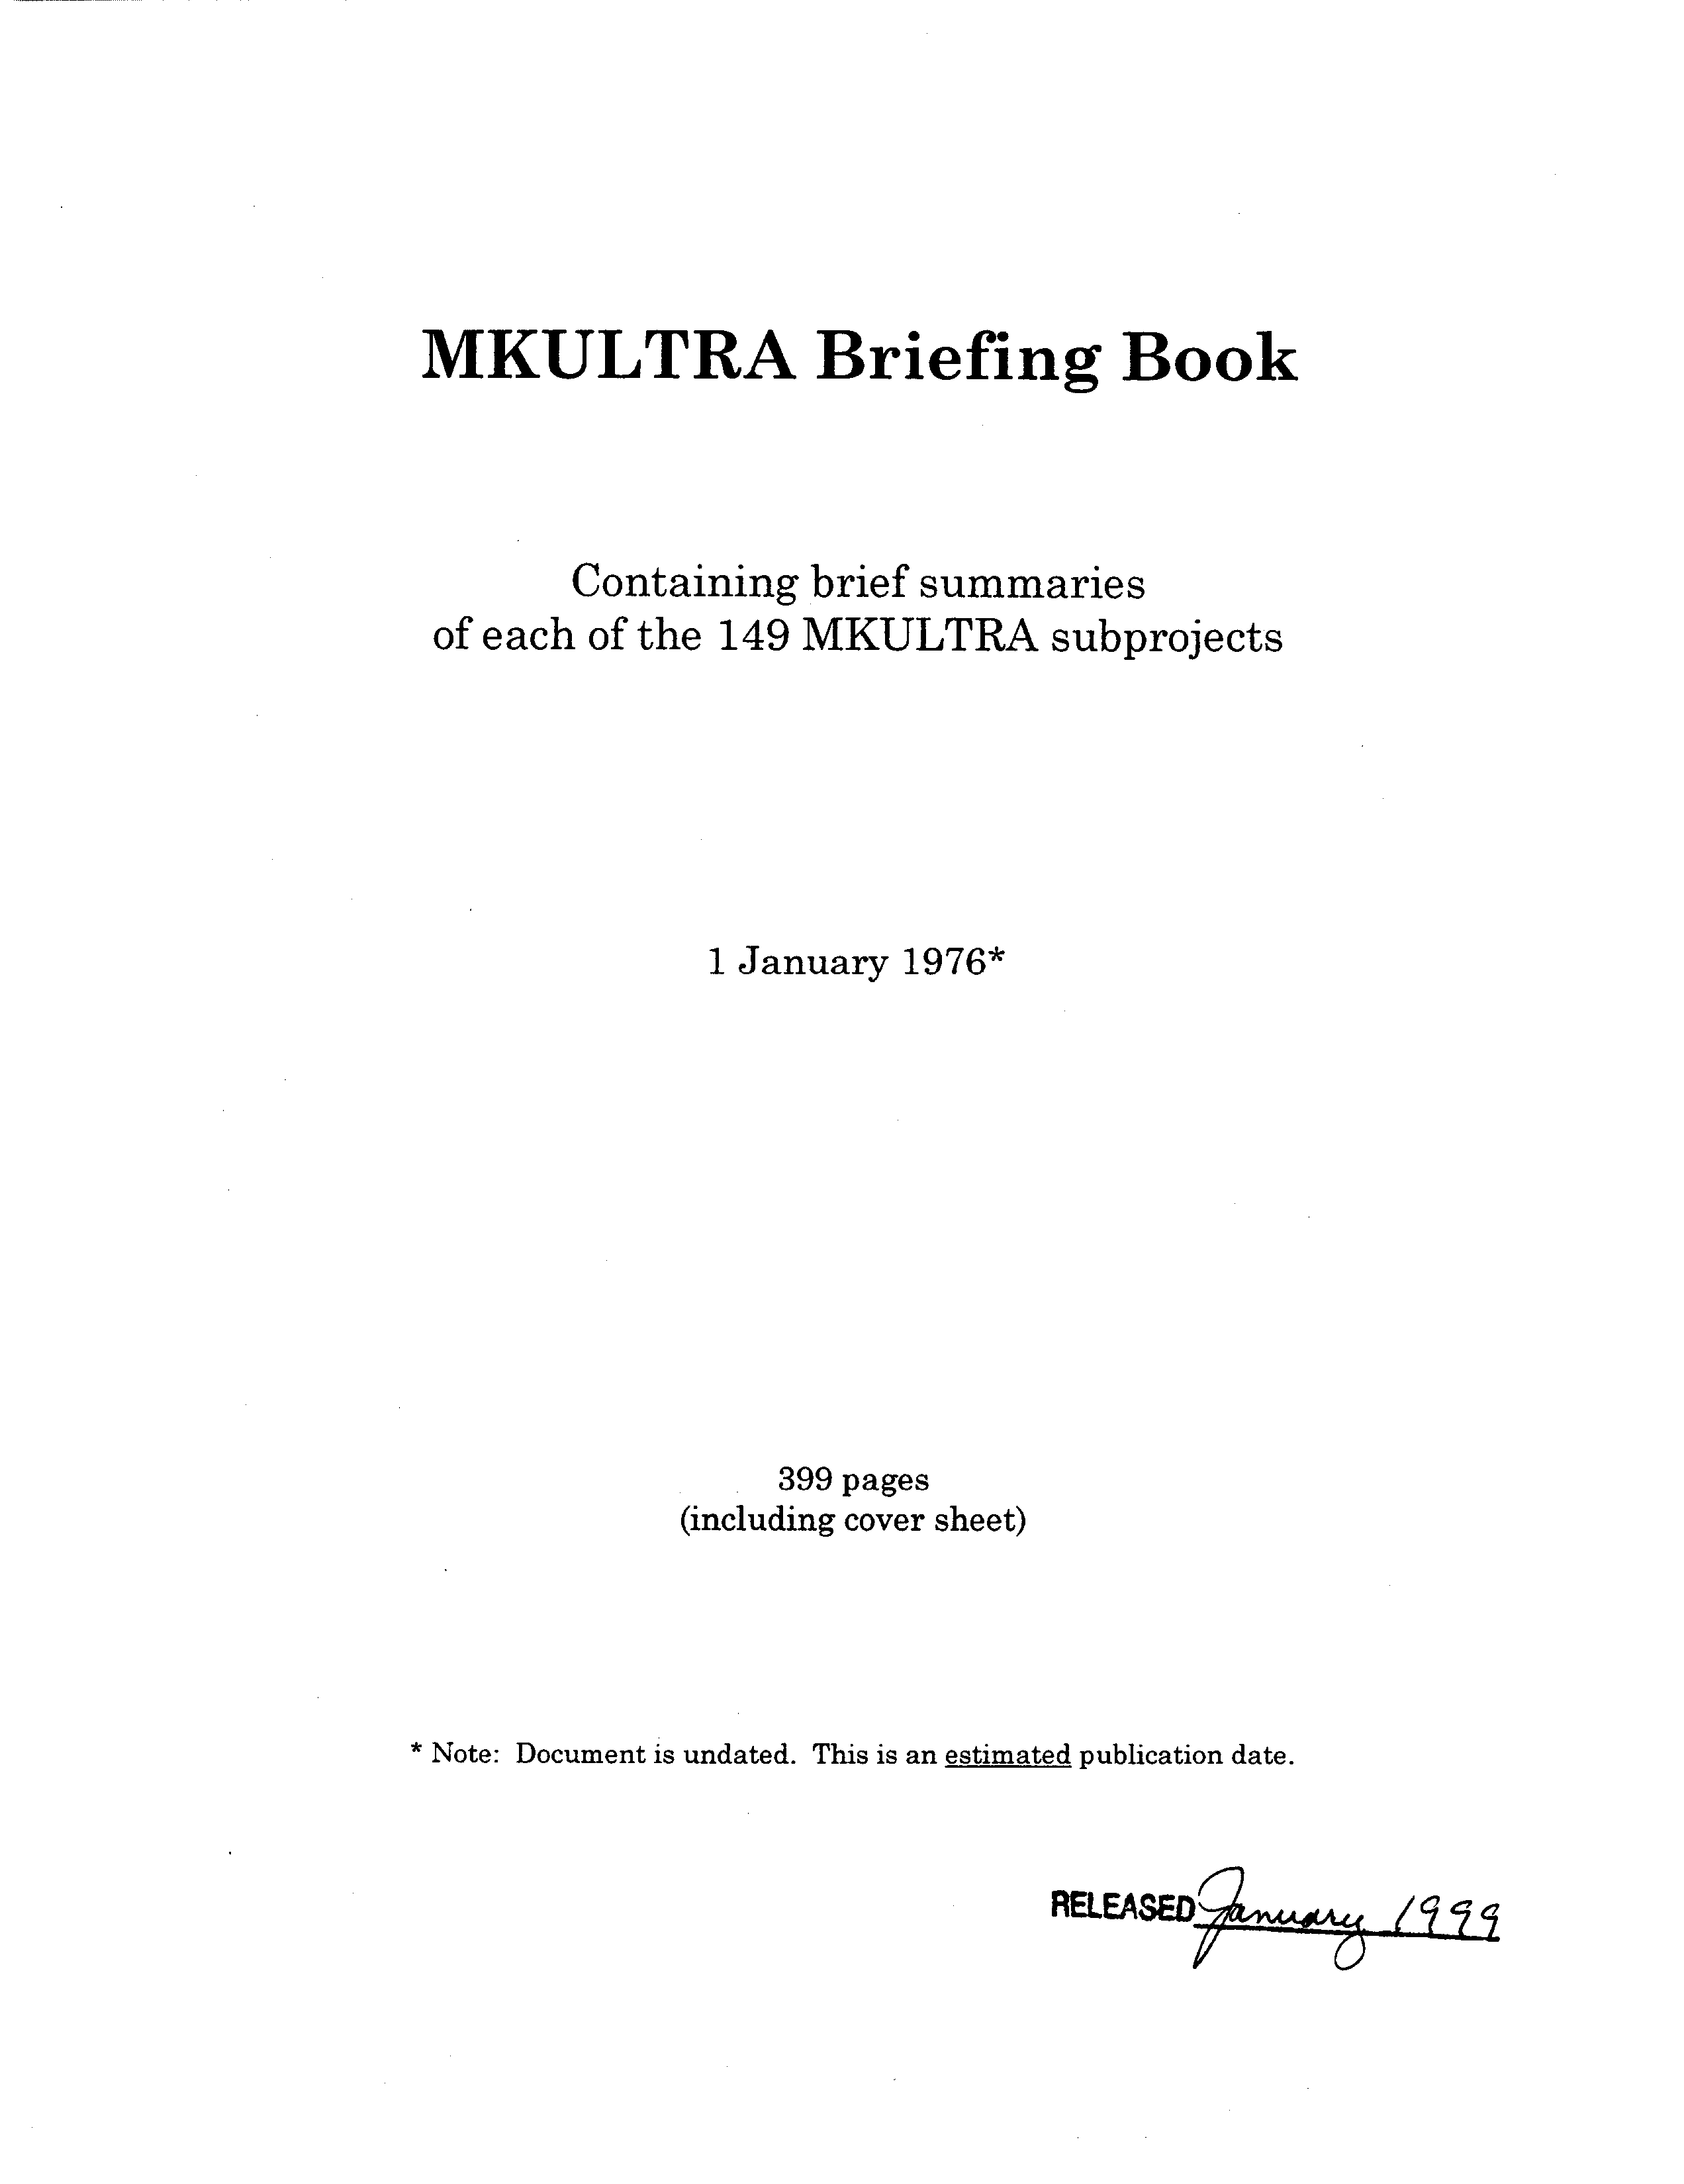 MKULTRA Briefing Book
Containing brief summaries
of each of the 149 MKULTRA subprojects
1 January 1976*
399 pages
(including cover sheet)
* Note: Document is undated. This is an estimated publication date.
RELEASED January 1999